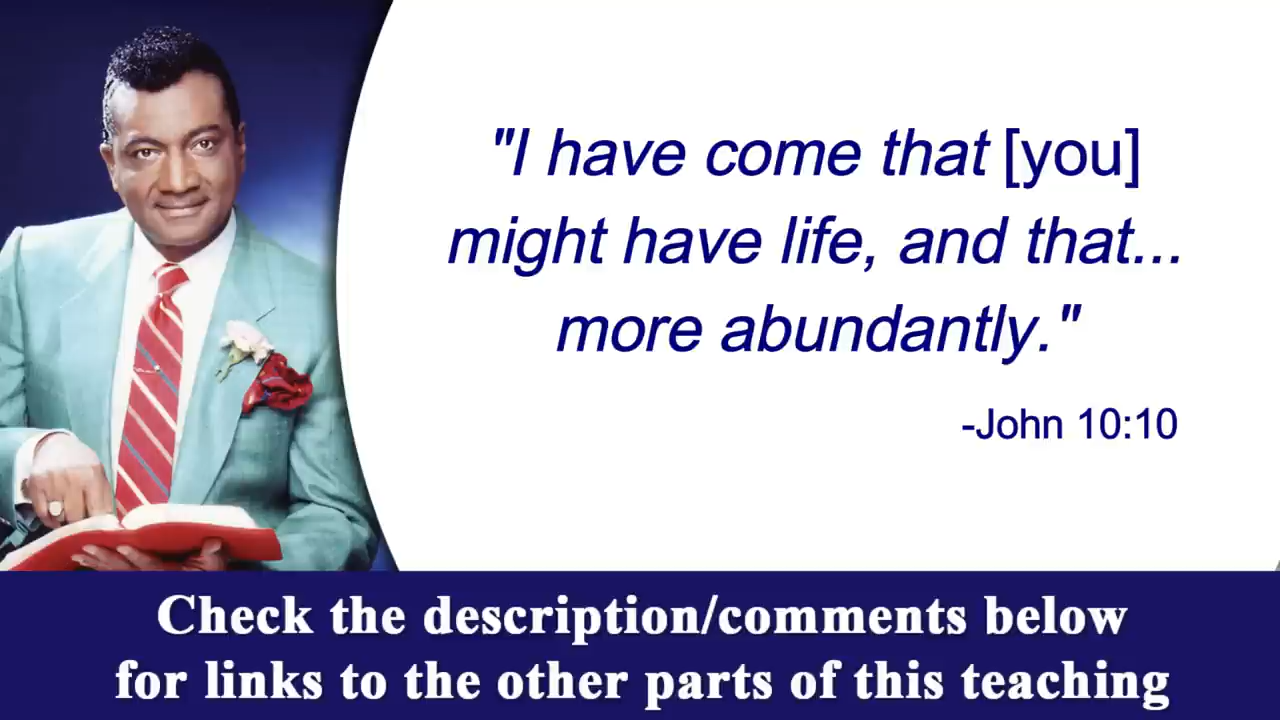 "I have come that [you]
might have life, and that...
more abundantly."
-John 10:10
Check the description/comments below
for links to the other parts of this teaching